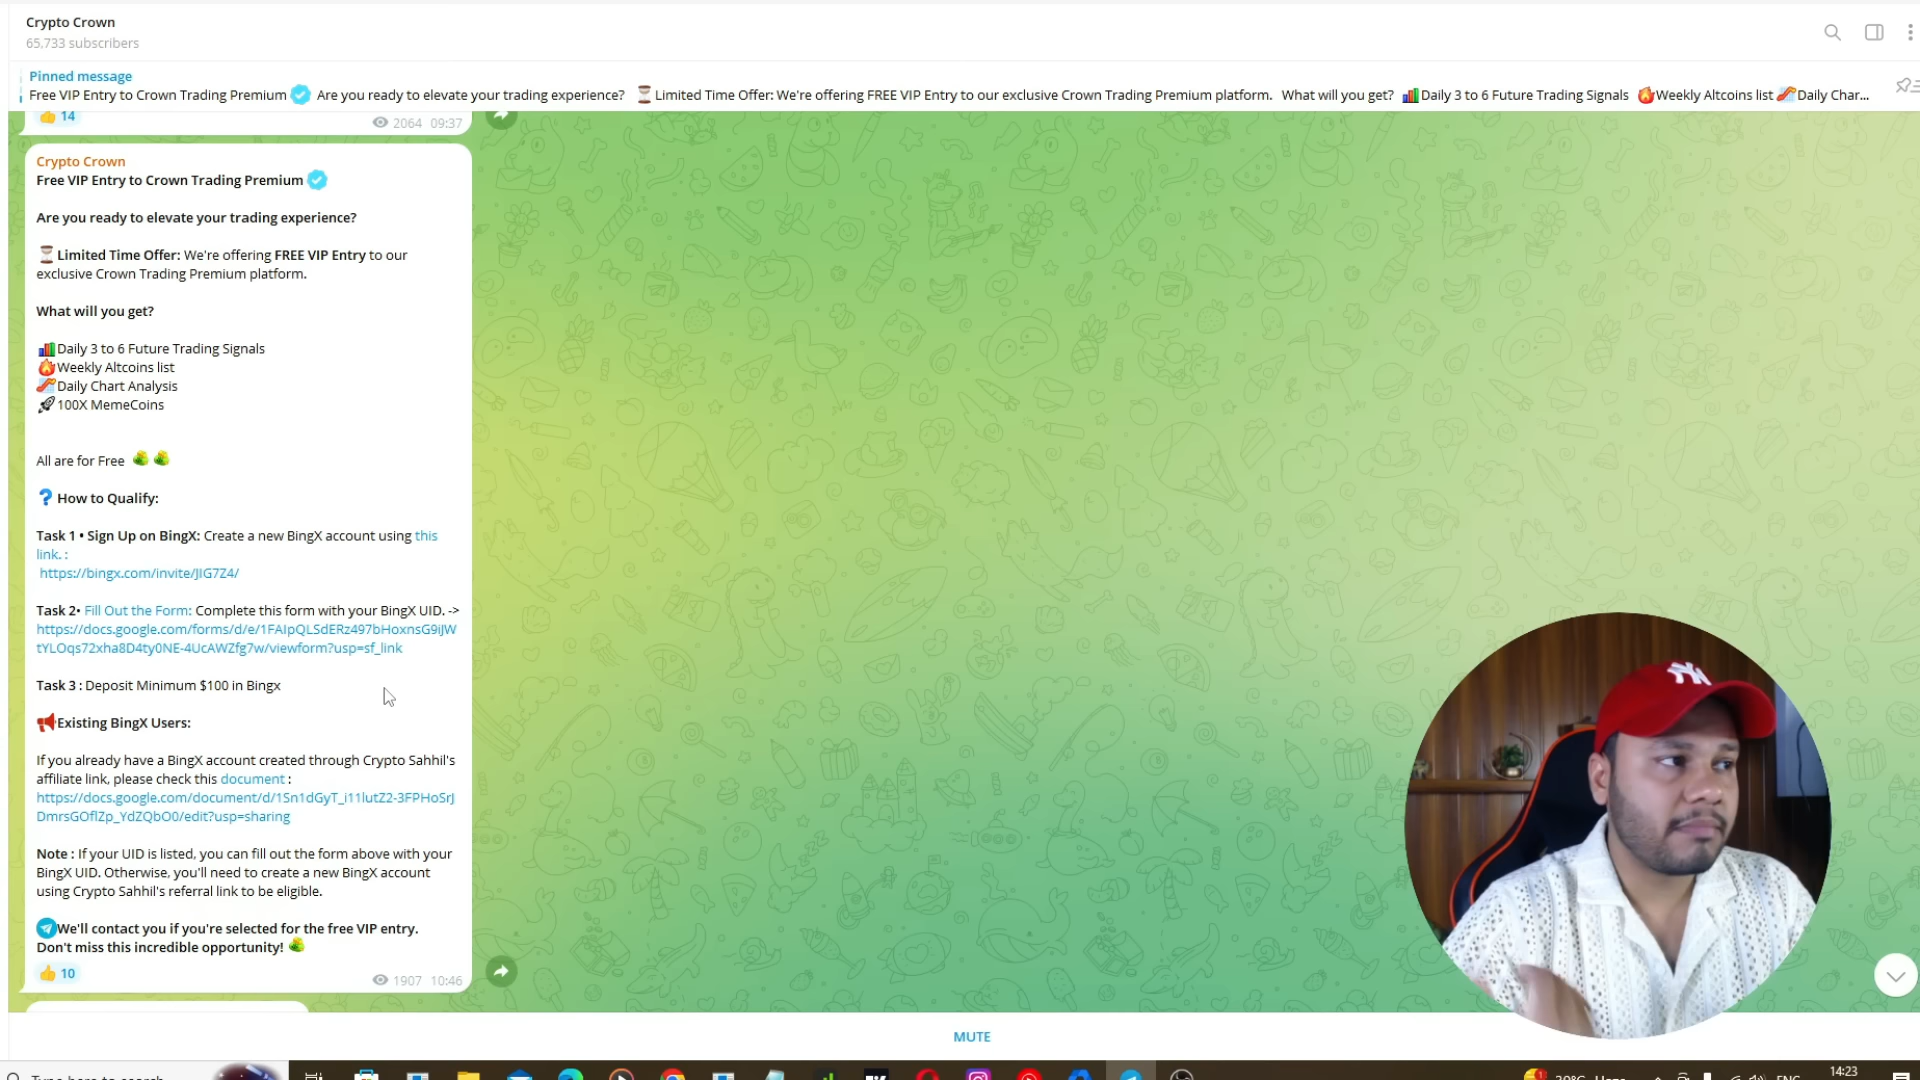 Crypto Crown
65,733 subscribers
Pinned message
Free VIP Entry to Crown Trading Premium Are you ready to elevate your trading experience? ⏳Limited Time Offer: We're offering FREE VIP Entry to our exclusive Crown Trading Premium platform. What will you get? 📊Daily 3 to 6 Future Trading Signals 🔥Weekly Altcoins list Daily Char...
👍 14
2064 09:37
Crypto Crown
Free VIP Entry to Crown Trading Premium
Are you ready to elevate your trading experience?
⏳Limited Time Offer: We're offering FREE VIP Entry to our
exclusive Crown Trading Premium platform.
What will you get?
📊Daily 3 to 6 Future Trading Signals
🔥Weekly Altcoins list
Daily Chart Analysis
🚀100X MemeCoins
All are for Free
❓How to Qualify:
Task 1 • Sign Up on BingX: Create a new BingX account using this
link. :
https://bingx.com/invite/JIG7Z4/
Task 2• Fill Out the Form: Complete this form with your BingX UID. ->
https://docs.google.com/forms/d/e/1FAIpQLSdERz497bHoxnsG9iJW
tYLOqs72xha8D4ty0NE-4UcAWZfg7w/viewform?usp=sf_link
Task 3 : Deposit Minimum $100 in Bingx
📢Existing BingX Users:
If you already have a BingX account created through Crypto Sahhil's
affiliate link, please check this document :
https://docs.google.com/document/d/1Sn1dGyT_i11lutZ2-3FPHoSrJ
DmrsGOflZp_YdZQbO0/edit?usp=sharing
Note : If your UID is listed, you can fill out the form above with your
BingX UID. Otherwise, you'll need to create a new BingX account
using Crypto Sahhil's referral link to be eligible.
We'll contact you if you're selected for the free VIP entry.
Don't miss this incredible opportunity!
👍 10
1907 10:46
MUTE
Type here to search
30°C Haze
ENG
14:23